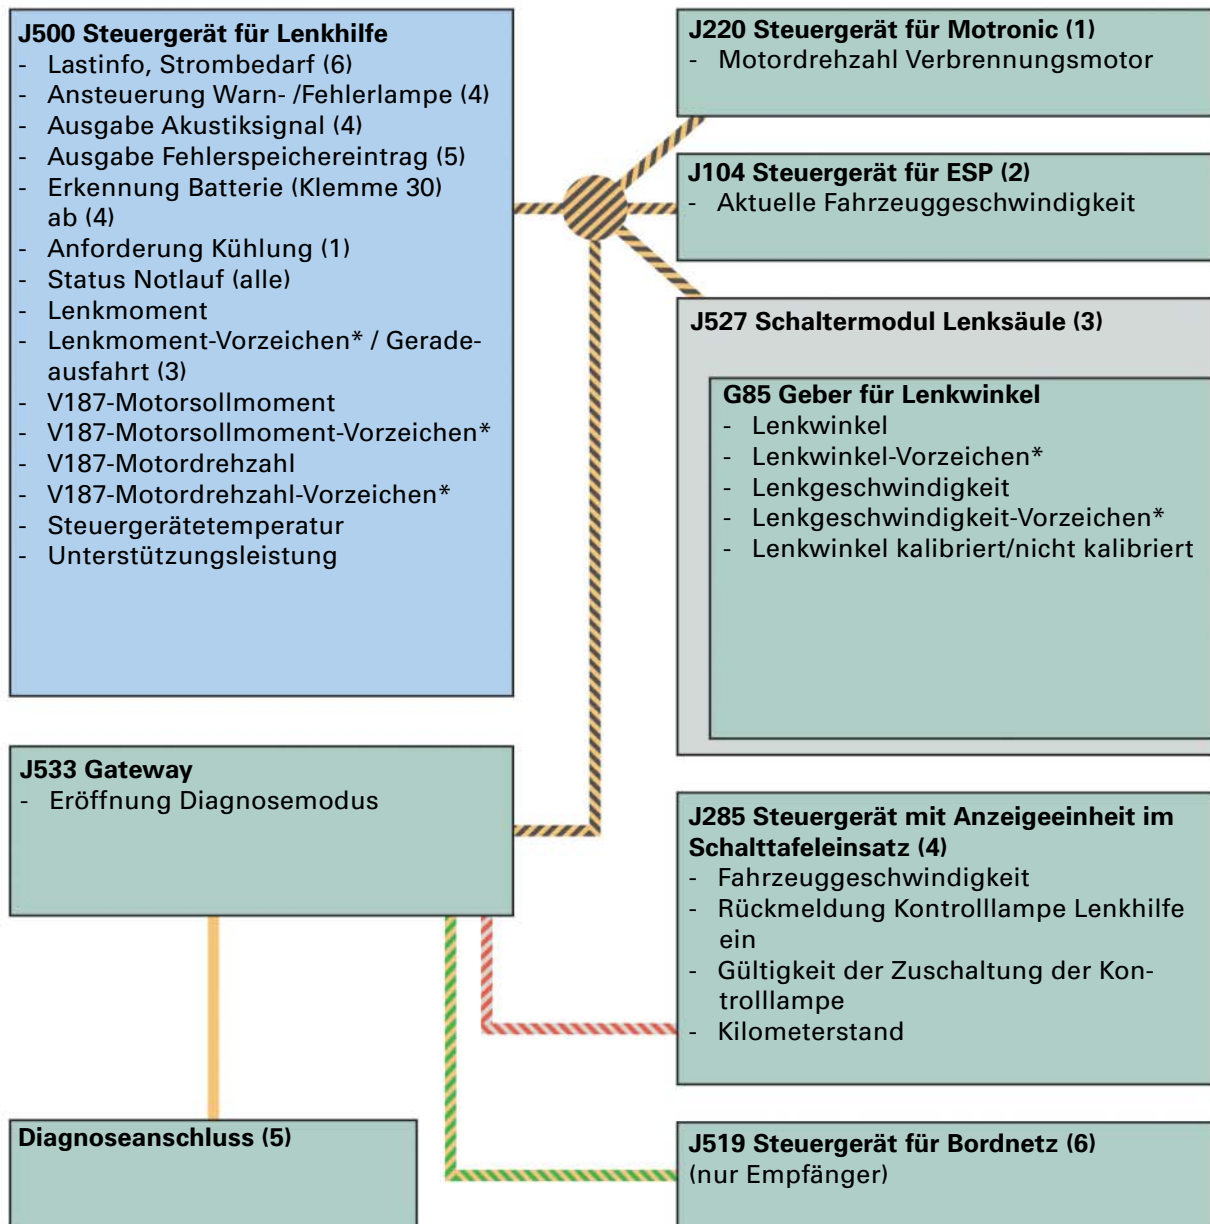 J500 Steuergerät für Lenkhilfe
- Lastinfo, Strombedarf (6)
- Ansteuerung Warn- /Fehlerlampe (4)
- Ausgabe Akustiksignal (4)
- Ausgabe Fehlerspeichereintrag (5)
- Erkennung Batterie (Klemme 30)
ab (4)
- Anforderung Kühlung (1)
- Status Notlauf (alle)
- Lenkmoment
- Lenkmoment-Vorzeichen* / Gerade-
ausfahrt (3)
- V187-Motorsollmoment
- V187-Motorsollmoment-Vorzeichen*
- V187-Motordrehzahl
- V187-Motordrehzahl-Vorzeichen*
- Steuergerätetemperatur
- Unterstützungsleistung
J220 Steuergerät für Motronic (1)
- Motordrehzahl Verbrennungsmotor
J104 Steuergerät für ESP (2)
- Aktuelle Fahrzeuggeschwindigkeit
J527 Schaltermodul Lenksäule (3)
G85 Geber für Lenkwinkel
- Lenkwinkel
- Lenkwinkel-Vorzeichen*
- Lenkgeschwindigkeit
- Lenkgeschwindigkeit-Vorzeichen*
- Lenkwinkel kalibriert/nicht kalibriert
J533 Gateway
- Eröffnung Diagnosemodus
J285 Steuergerät mit Anzeigeeinheit im
Schalttafeleinsatz (4)
- Fahrzeuggeschwindigkeit
- Rückmeldung Kontrolllampe Lenkhilfe
ein
- Gültigkeit der Zuschaltung der Kon-
trolllampe
- Kilometerstand
Diagnoseanschluss (5)
J519 Steuergerät für Bordnetz (6)
(nur Empfänger)